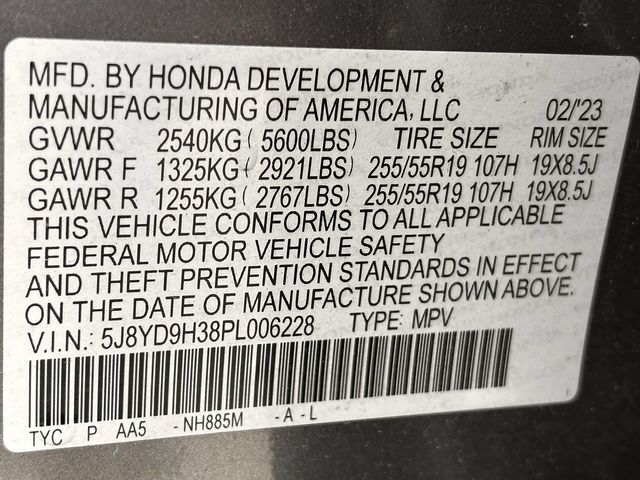 MFD. BY HONDA DEVELOPMENT &
MANUFACTURING OF AMERICA, LLC 02/'23
GVWR 2540KG ( 5600LBS) TIRE SIZE RIM SIZE
GAWR F 1325KG( 2921LBS) 255/55R19 107H 19X8.5J
GAWR R 1255KG ( 2767LBS) 255/55R19 107H 19X8.5J
THIS VEHICLE CONFORMS TO ALL APPLICABLE
FEDERAL MOTOR VEHICLE SAFETY
AND THEFT PREVENTION STANDARDS IN EFFECT
ON THE DATE OF MANUFACTURE SHOWN ABOVE.
V.I.N.: 5J8YD9H38PL006228 TYPE: MPV
TYC P AA5 - NH885M - A - L